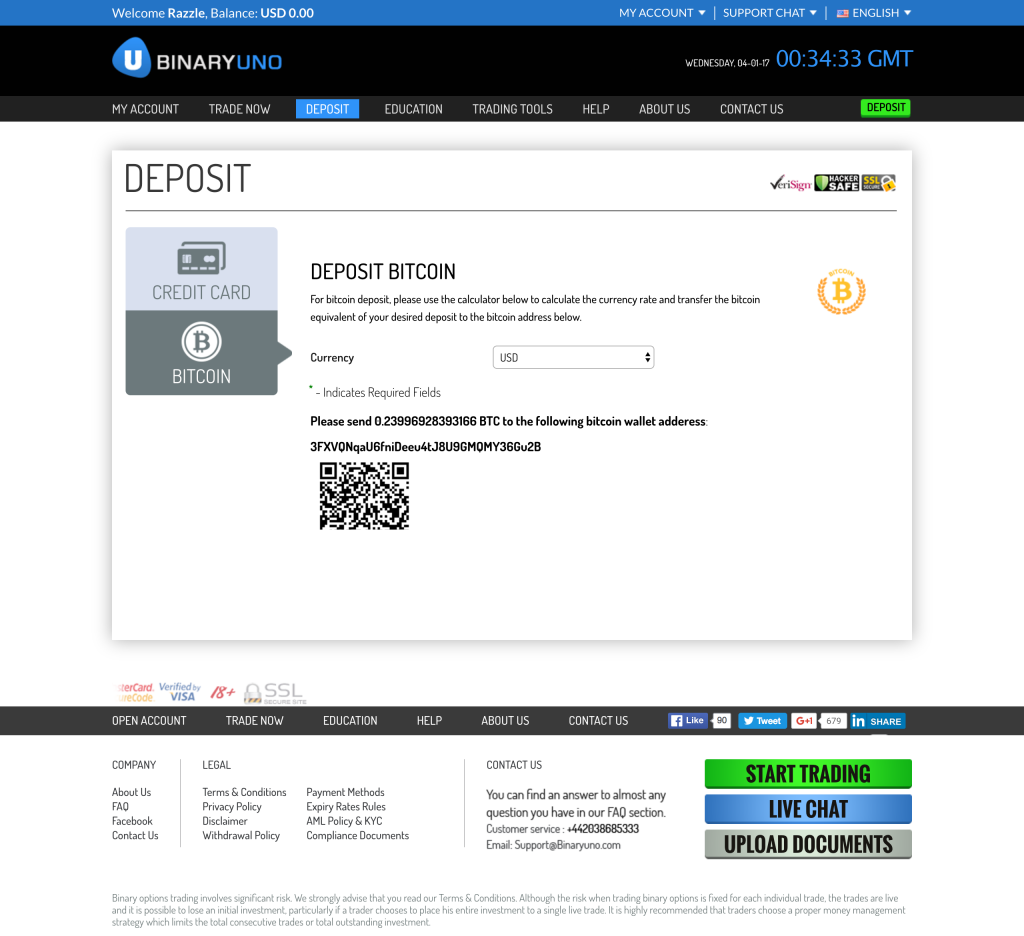 Welcome Razzle, Balance: USD 0.00
MY ACCOUNT SUPPORT CHAT ENGLISH
U BINARYUNO
WEDNESDAY, 04-01-17 00:34:33 GMT
MY ACCOUNT TRADE NOW DEPOSIT EDUCATION TRADING TOOLS HELP ABOUT US CONTACT US DEPOSIT
DEPOSIT
VeriSign HACKER SAFE SSL SECURE
CREDIT CARD
BITCOIN
DEPOSIT BITCOIN
BITCOIN
For bitcoin deposit, please use the calculator below to calculate the currency rate and transfer the bitcoin
equivalent of your desired deposit to the bitcoin address below.
Currency USD
* - Indicates Required Fields
Please send 0.23996928393166 BTC to the following bitcoin wallet adderess:
3FXVQNqaU6fniDeeu4tJ8U9GMQMY36Gu2B
terCard. Verified by 18+ SSL
reCode. VISA SECURE SITE
OPEN ACCOUNT TRADE NOW EDUCATION HELP ABOUT US CONTACT US Like 90 Tweet G+1 679 in SHARE
COMPANY
About Us
FAQ
Facebook
Contact Us
LEGAL
Terms & Conditions
Privacy Policy
Disclaimer
Withdrawal Policy
Payment Methods
Expiry Rates Rules
AML Policy & KYC
Compliance Documents
CONTACT US
You can find an answer to almost any
question you have in our FAQ section.
Customer service : +442038685333
Email: Support@Binaryuno.com
START TRADING
LIVE CHAT
UPLOAD DOCUMENTS
Binary options trading involves significant risk. We strongly advise that you read our Terms & Conditions. Although the risk when trading binary options is fixed for each individual trade, the trades are live
and it is possible to lose an initial investment, particularly if a trader chooses to place his entire investment to a single live trade. It is highly recommended that traders choose a proper money management
strategy which limits the total consecutive trades or total outstanding investment.